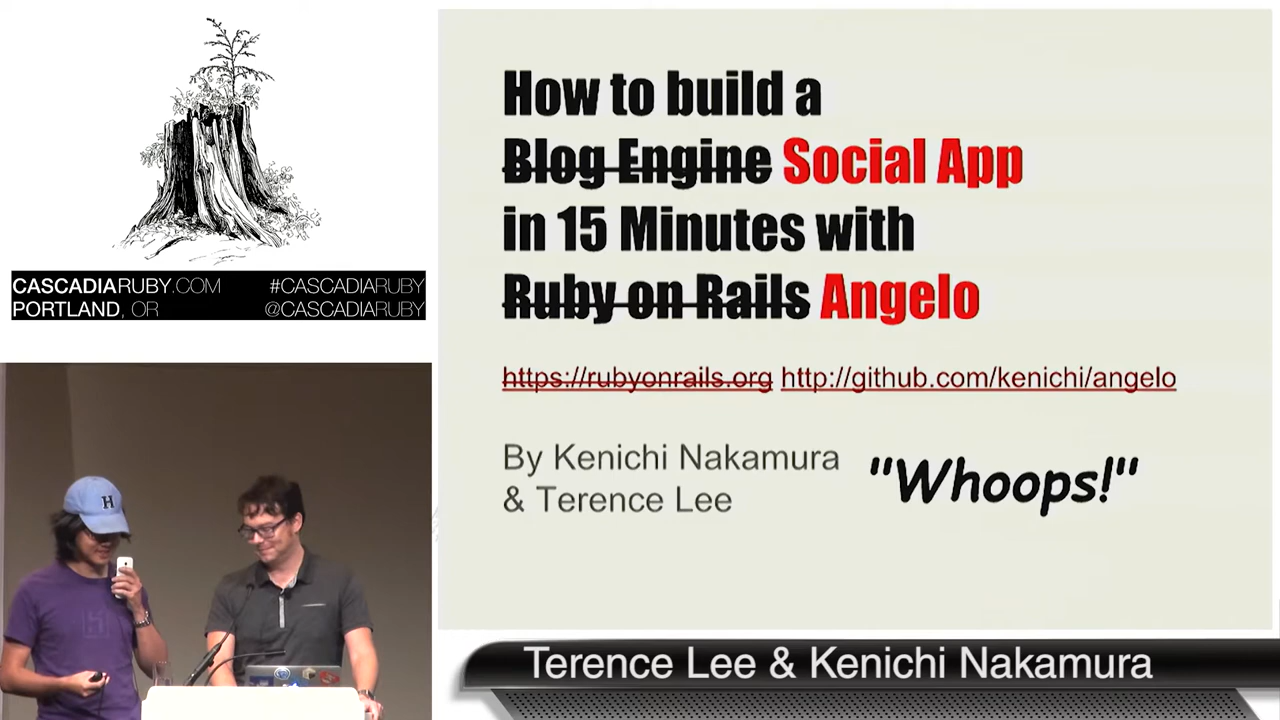 How to build a
Blog Engine Social App
in 15 Minutes with
Ruby on Rails Angelo
https://rubyonrails.org http://github.com/kenichi/angelo
By Kenichi Nakamura
& Terence Lee
"Whoops!"
CASCADIARUBY.COM #CASCADIARUBY
PORTLAND, OR @CASCADIARUBY
H
Terence Lee & Kenichi Nakamura